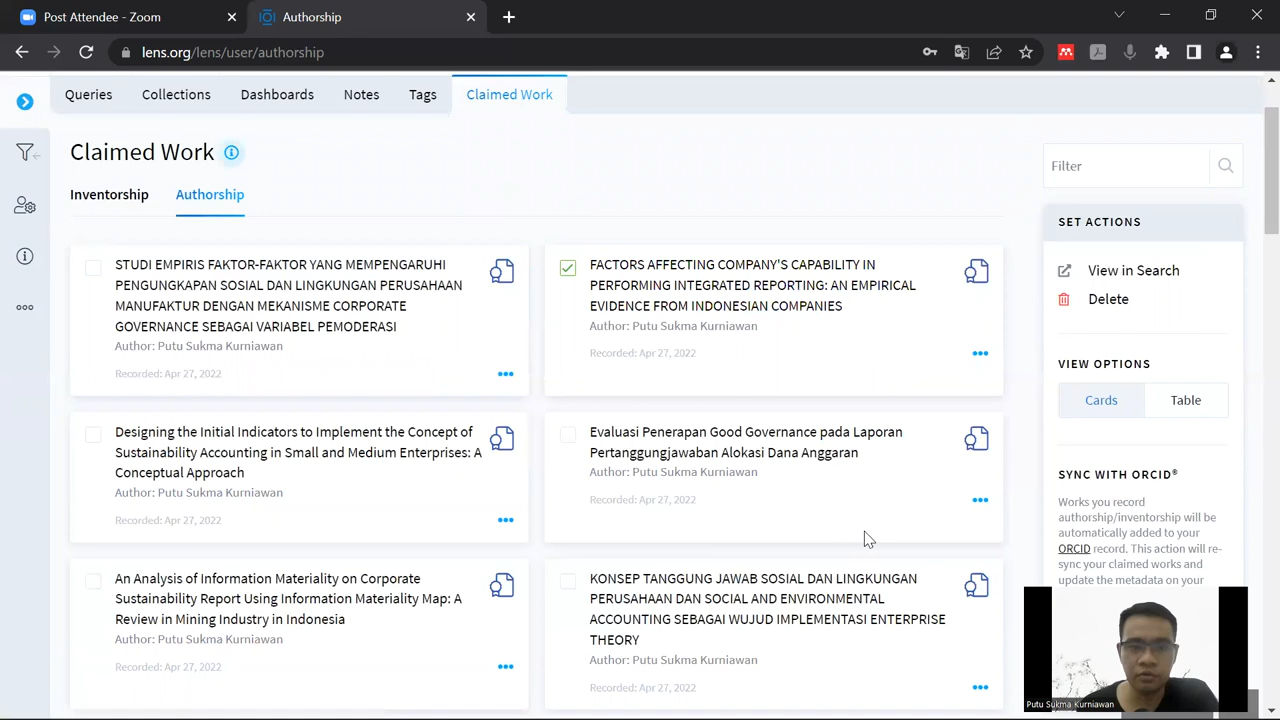 Post Attendee - Zoom
Authorship
lens.org/lens/user/authorship
Queries
Collections
Dashboards
Notes
Tags
Claimed Work
Claimed Work
Inventorship
Authorship
STUDI EMPIRIS FAKTOR-FAKTOR YANG MEMPENGARUHI
PENGUNGKAPAN SOSIAL DAN LINGKUNGAN PERUSAHAAN
MANUFAKTUR DENGAN MEKANISME CORPORATE
GOVERNANCE SEBAGAI VARIABEL PEMODERASI
Author: Putu Sukma Kurniawan
Recorded: Apr 27, 2022
FACTORS AFFECTING COMPANY'S CAPABILITY IN
PERFORMING INTEGRATED REPORTING: AN EMPIRICAL
EVIDENCE FROM INDONESIAN COMPANIES
Author: Putu Sukma Kurniawan
Recorded: Apr 27, 2022
Designing the Initial Indicators to Implement the Concept of
Sustainability Accounting in Small and Medium Enterprises: A
Conceptual Approach
Author: Putu Sukma Kurniawan
Recorded: Apr 27, 2022
Evaluasi Penerapan Good Governance pada Laporan
Pertanggungjawaban Alokasi Dana Anggaran
Author: Putu Sukma Kurniawan
Recorded: Apr 27, 2022
An Analysis of Information Materiality on Corporate
Sustainability Report Using Information Materiality Map: A
Review in Mining Industry in Indonesia
Author: Putu Sukma Kurniawan
Recorded: Apr 27, 2022
KONSEP TANGGUNG JAWAB SOSIAL DAN LINGKUNGAN
PERUSAHAAN DAN SOCIAL AND ENVIRONMENTAL
ACCOUNTING SEBAGAI WUJUD IMPLEMENTASI ENTERPRISE
THEORY
Author: Putu Sukma Kurniawan
Recorded: Apr 27, 2022
Filter
SET ACTIONS
View in Search
Delete
VIEW OPTIONS
Cards
Table
SYNC WITH ORCID®
Works you record
authorship/inventorship will be
automatically added to your
ORCID record. This action will re-
sync your claimed works and
update the metadata on your
Putu Sukma Kurniawan